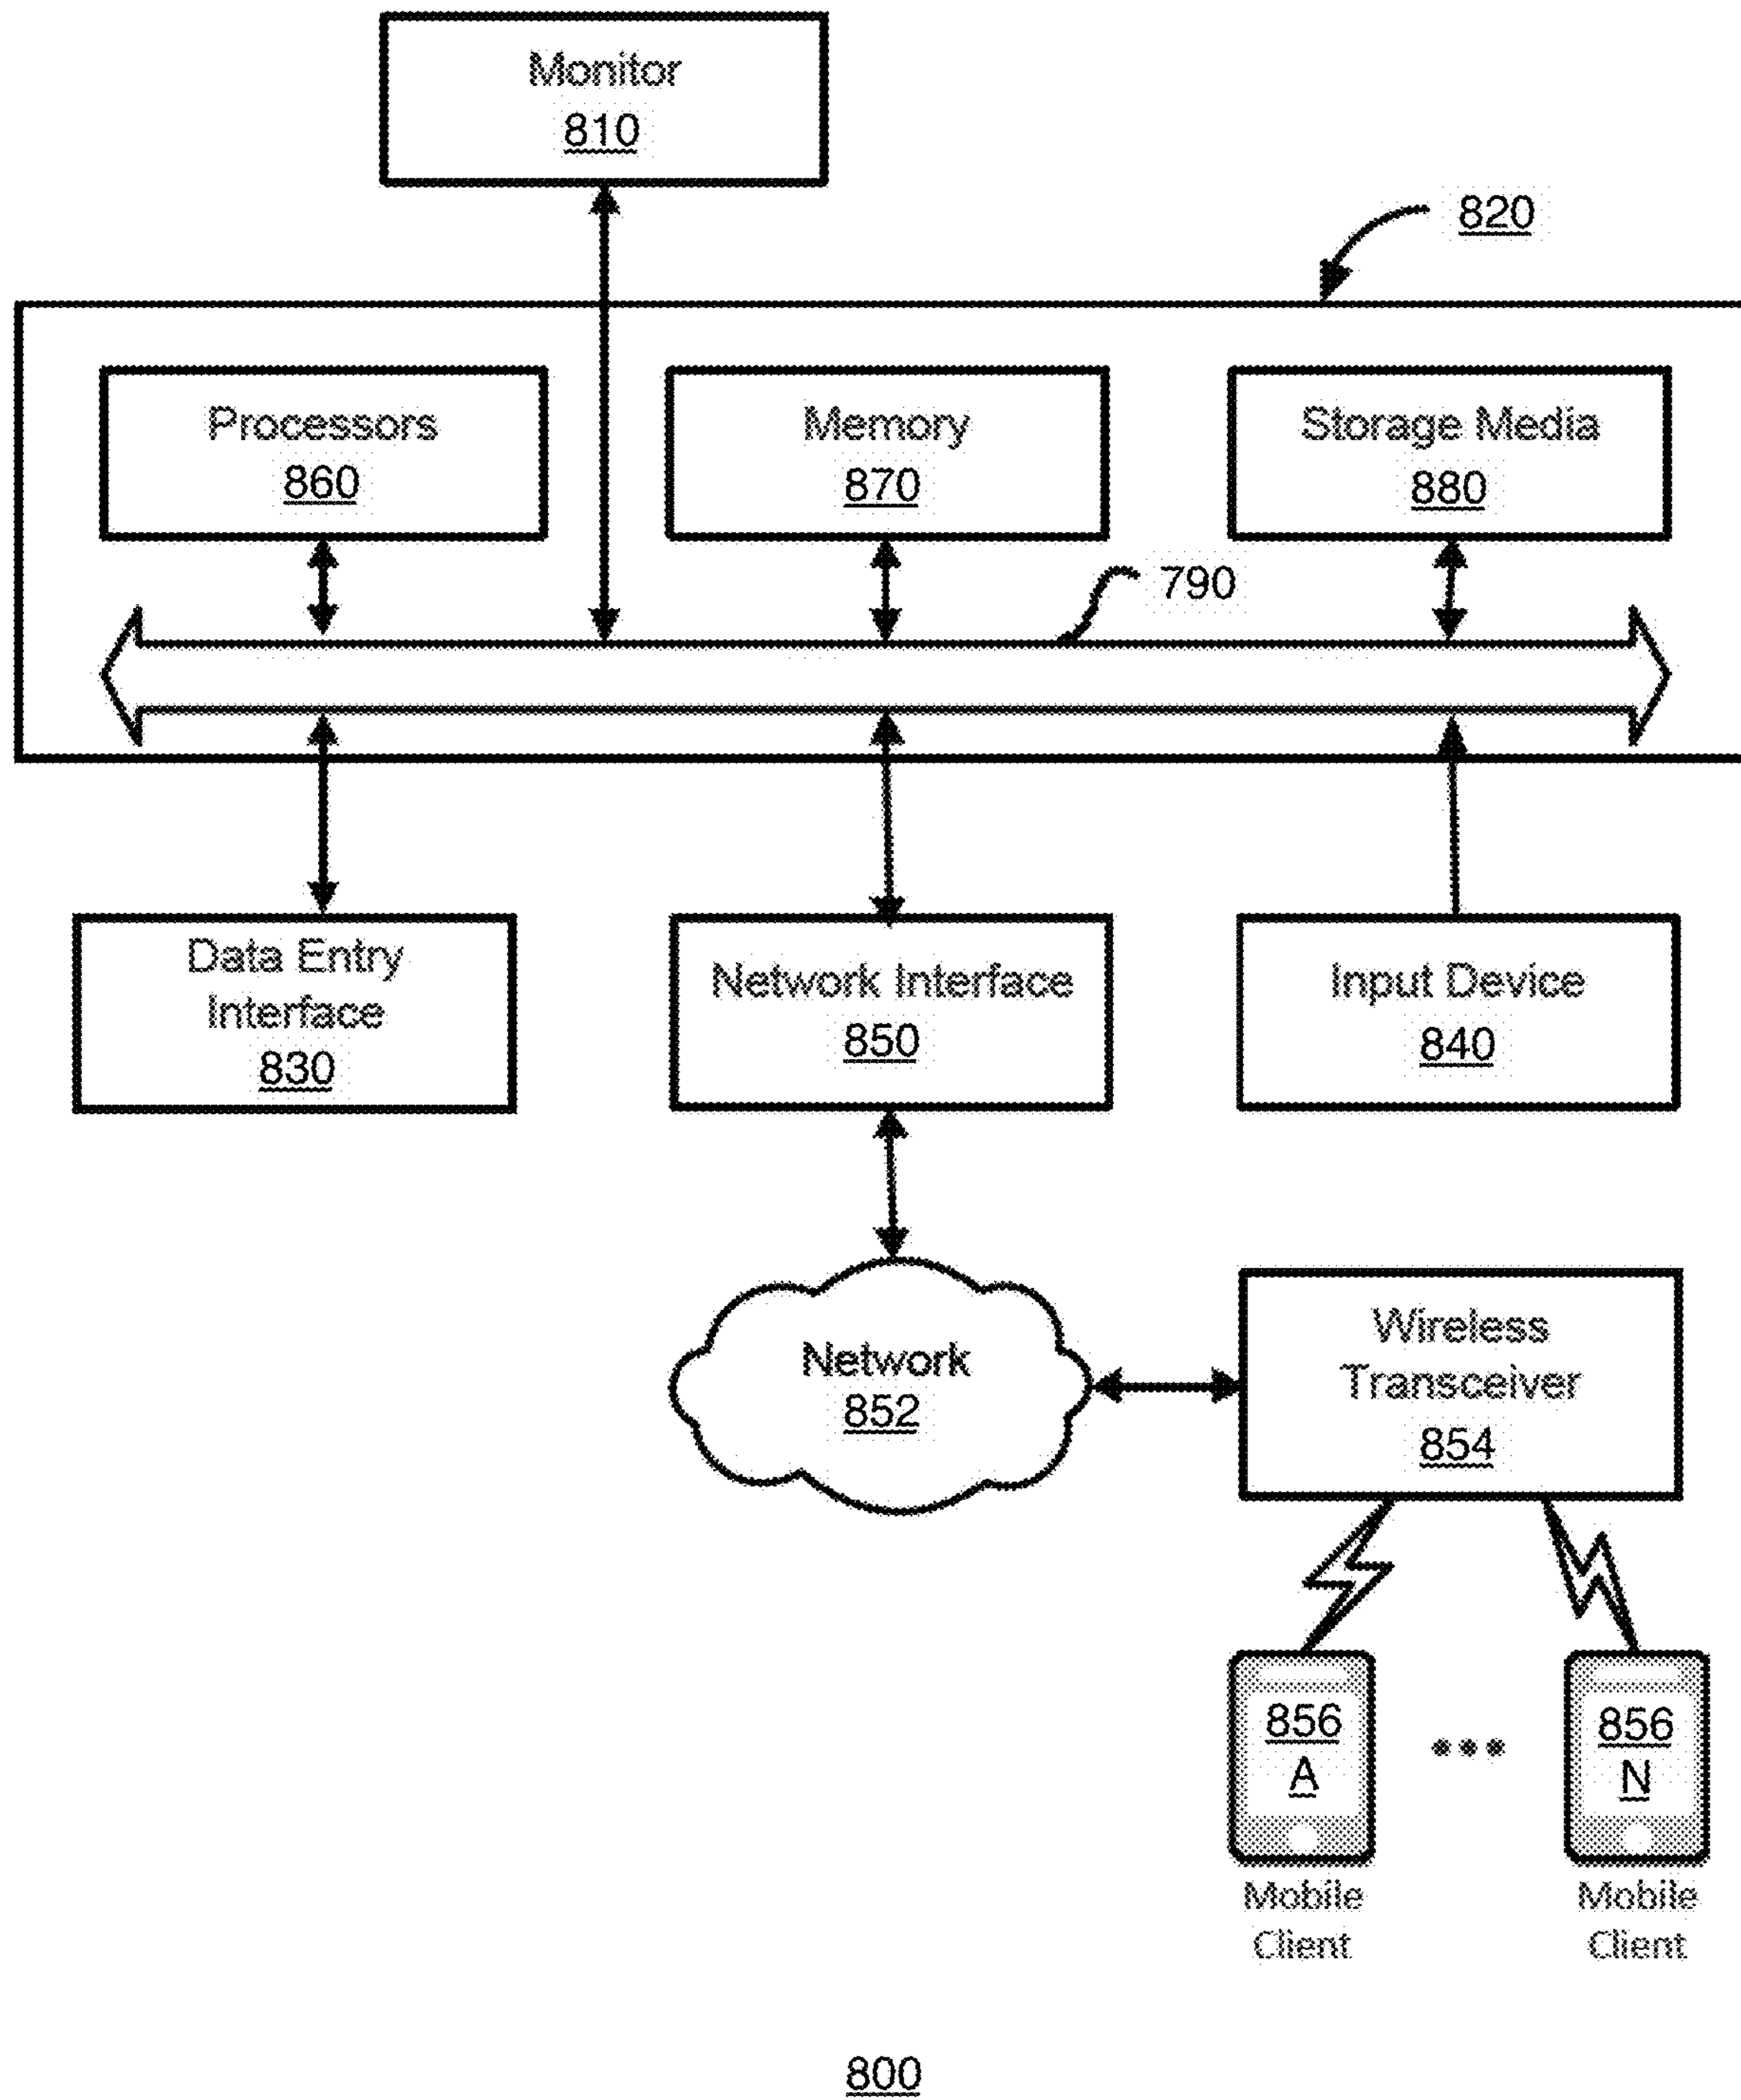 Monitor
810
820
Processors
860
Memory
870
Storage Media
880
790
Data Entry
Interface
830
Network Interface
850
Input Device
840
Network
852
Wireless
Transceiver
854
856
A
...
856
N
Mobile
Client
Mobile
Client
800